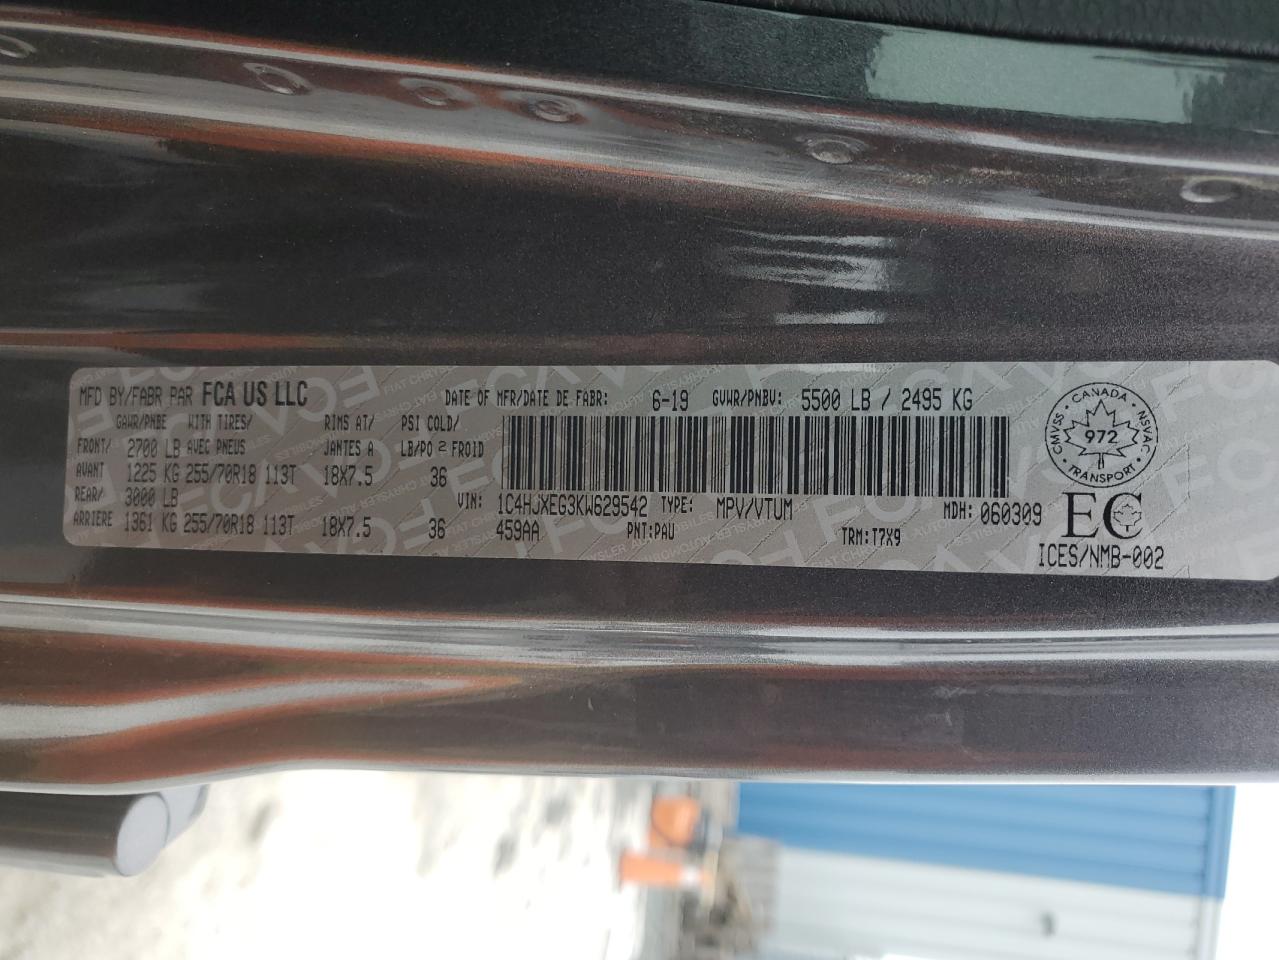 MFD BY/FABR PAR FCA US LLC
DATE OF MFR/DATE DE FABR: 6-19 GVWR/PNBV: 5500 LB / 2495 KG
GAWR/PNBE WITH TIRES/ RIMS AT/ PSI COLD/
FRONT/ 2700 LB AVEC PNEUS JANTES A LB/PO 2 FROID
AVANT 1225 KG 255/70R18 113T 18X7.5 36
REAR/ 3000 LB
ARRIERE 1361 KG 255/70R18 113T 18X7.5 36
VIN: 1C4HJXEG3KW629542 TYPE: MPV/VTUM MDH: 060309
459AA PNT:PAU TRM:T7X9
CMVSS · CANADA · NSVAC
972
TRANSPORT
EC
ICES/NMB-002